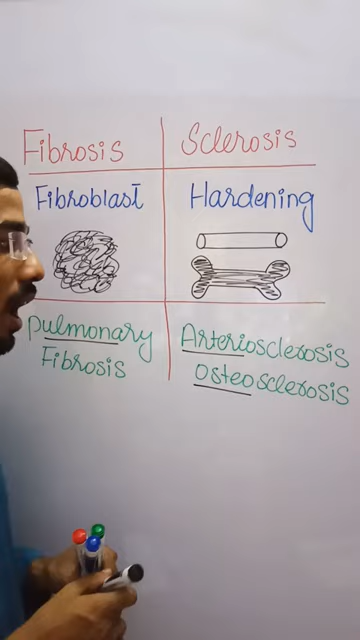 Fibrosis
Sclerosis
Fibroblast
Hardening
Pulmonary
Fibrosis
Arteriosclerosis
Osteosclerosis